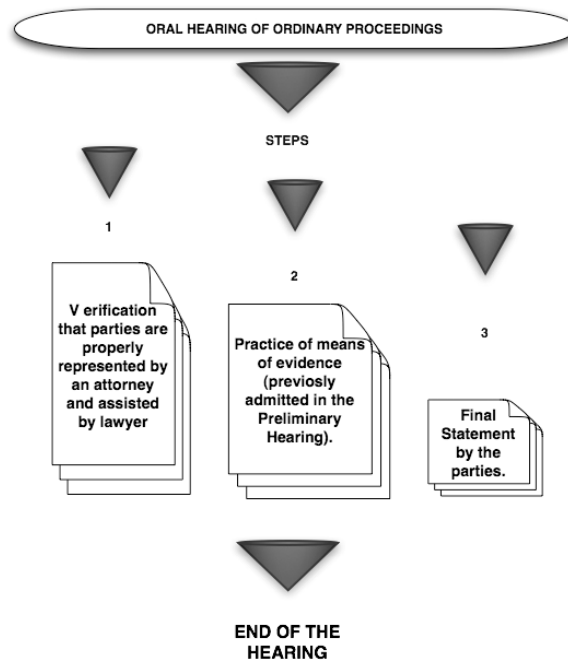 ORAL HEARING OF ORDINARY PROCEEDINGS
STEPS
1
V erification
that parties are
properly
represented by
an attorney
and assisted
by lawyer
2
Practice of means
of evidence
(previosly
admitted in the
Preliminary
Hearing).
3
Final
Statement
by the
parties.
END OF THE
HEARING